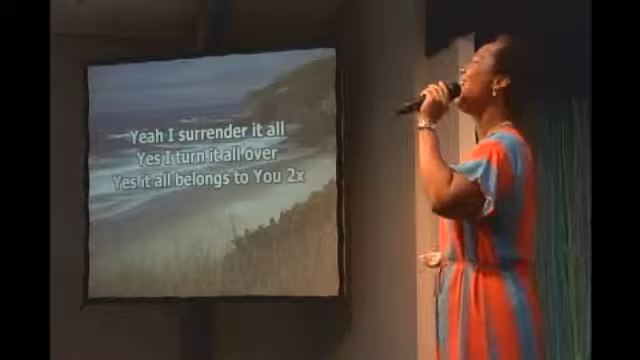 Yeah I surrender it all
Yes I turn it all over
Yes it all belongs to You 2x